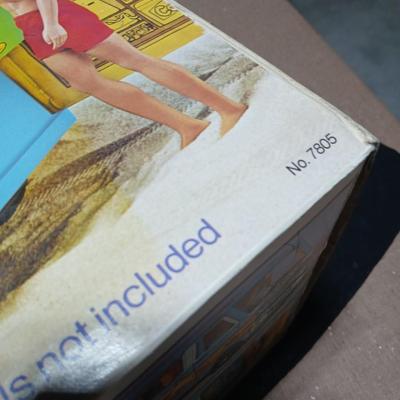 No. 7805
ls not included